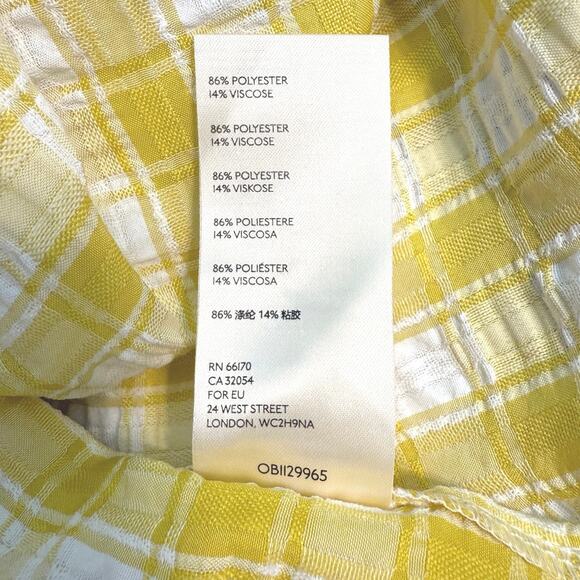 86% POLYESTER
14% VISCOSE
86% POLYESTER
14% VISCOSE
86% POLYESTER
14% VISKOSE
86% POLIESTERE
14% VISCOSA
86% POLIÉSTER
14% VISCOSA
86% 涤纶 14% 粘胶
RN 66170
CA 32054
FOR EU
24 WEST STREET
LONDON, WC2H9NA
OB1129965